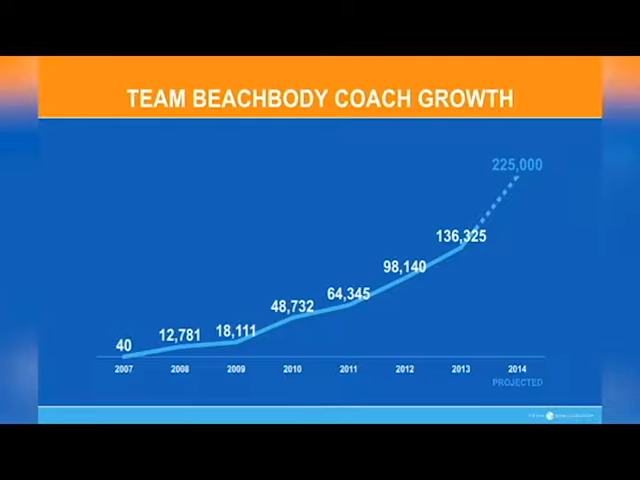 TEAM BEACHBODY COACH GROWTH
225,000
136,325
98,140
64,345
48,732
18,111
12,781
40
2007 2008 2009 2010 2011 2012 2013 2014
PROJECTED